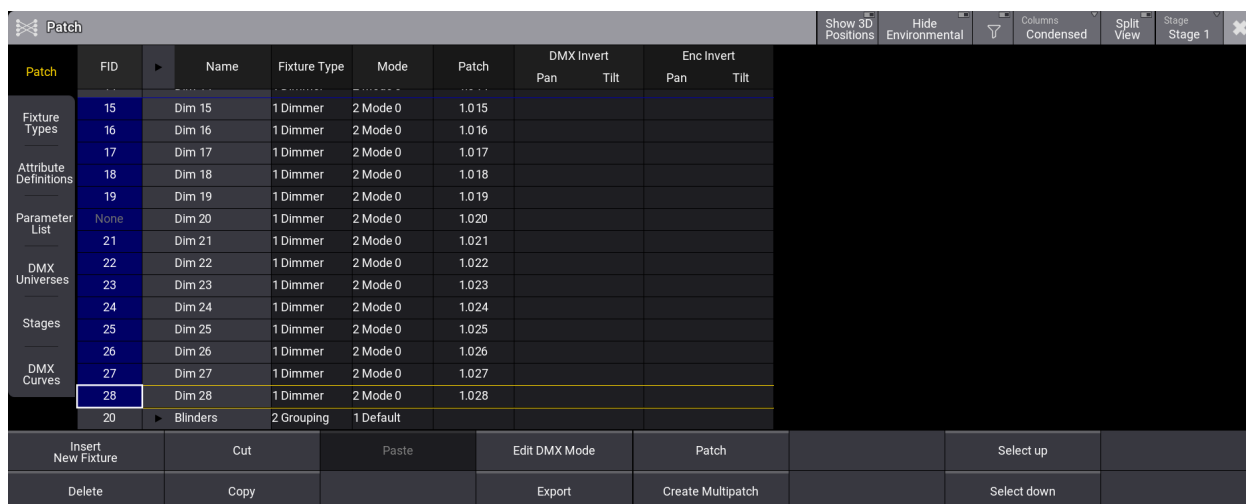 Patch
Show 3D Positions
Hide Environmental
Columns Condensed
Split View
Stage Stage 1
Patch
Fixture Types
Attribute Definitions
Parameter List
DMX Universes
Stages
DMX Curves
FID Name Fixture Type Mode Patch DMX Invert Enc Invert
Pan Tilt Pan Tilt
15 Dim 15 1 Dimmer 2 Mode 0 1.015
16 Dim 16 1 Dimmer 2 Mode 0 1.016
17 Dim 17 1 Dimmer 2 Mode 0 1.017
18 Dim 18 1 Dimmer 2 Mode 0 1.018
19 Dim 19 1 Dimmer 2 Mode 0 1.019
None Dim 20 1 Dimmer 2 Mode 0 1.020
21 Dim 21 1 Dimmer 2 Mode 0 1.021
22 Dim 22 1 Dimmer 2 Mode 0 1.022
23 Dim 23 1 Dimmer 2 Mode 0 1.023
24 Dim 24 1 Dimmer 2 Mode 0 1.024
25 Dim 25 1 Dimmer 2 Mode 0 1.025
26 Dim 26 1 Dimmer 2 Mode 0 1.026
27 Dim 27 1 Dimmer 2 Mode 0 1.027
28 Dim 28 1 Dimmer 2 Mode 0 1.028
20 Blinders 2 Grouping 1 Default
Insert New Fixture
Cut
Paste
Edit DMX Mode
Patch
Select up
Delete
Copy
Export
Create Multipatch
Select down